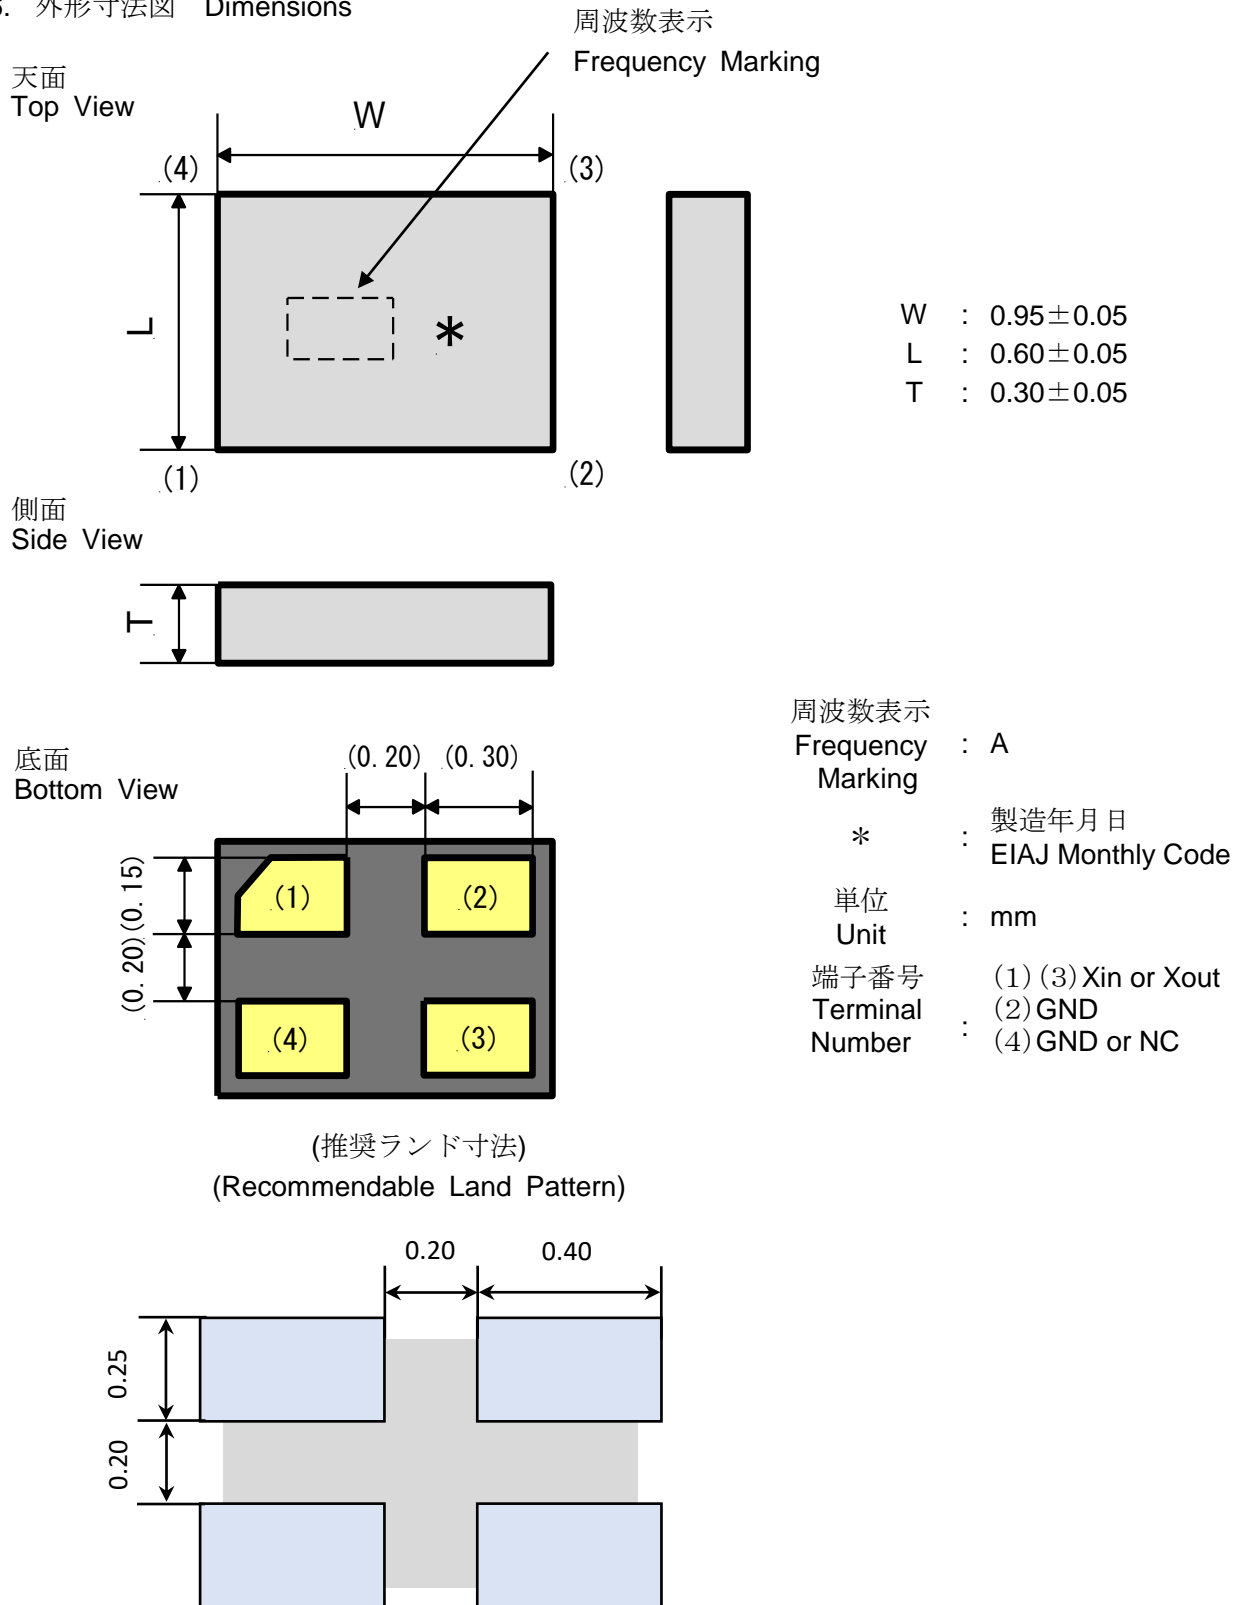 外形寸法図 Dimensions
周波数表示
Frequency Marking
天面
Top View
W
(4)
(3)
L
*
W : 0.95±0.05
L : 0.60±0.05
T : 0.30±0.05
(1)
(2)
側面
Side View
T
底面
Bottom View
(0.20) (0.30)
(0.15)
(0.20)
(1)
(2)
(4)
(3)
周波数表示
Frequency : A
Marking
* : 製造年月日
EIAJ Monthly Code
単位
Unit : mm
端子番号
Terminal
Number :
(1)(3)Xin or Xout
(2)GND
(4)GND or NC
(推奨ランド寸法)
(Recommendable Land Pattern)
0.20 0.40
0.25
0.20